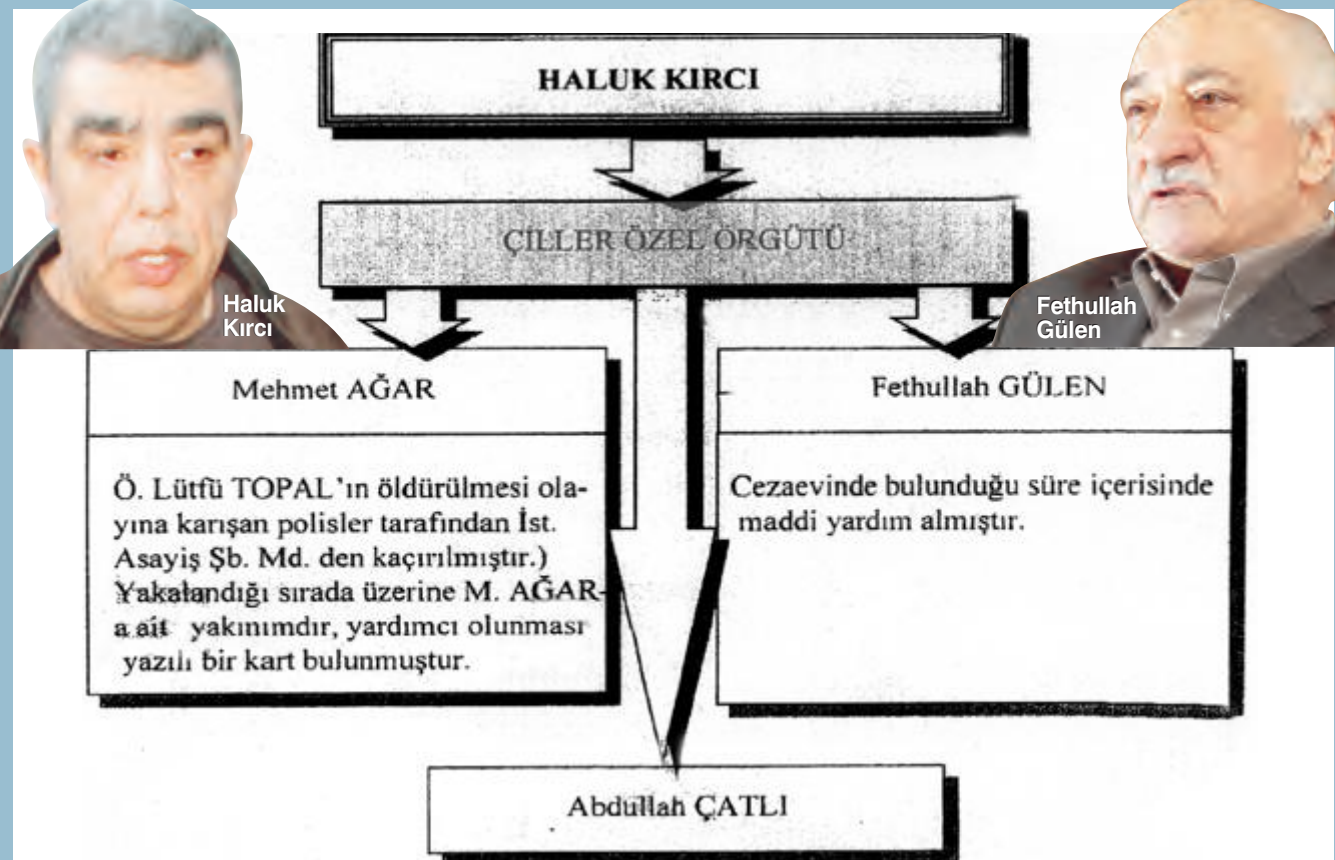 HALUK KIRCI
ÇİLLER ÖZEL ÖRGÜTÜ
Haluk
Kırcı
Fethullah
Gülen
Mehmet AĞAR
Ö. Lütfü TOPAL'ın öldürülmesi ola-
yına karışan polisler tarafından İst.
Asayiş Şb. Md. den kaçırılmıştır.)
Yakalandığı sırada üzerine M. AĞAR-
a ait yakınımdır, yardımcı olunması
yazılı bir kart bulunmuştur.
Fethullah GÜLEN
Cezaevinde bulunduğu süre içerisinde
maddi yardım almıştır.
Abdullah ÇATLI